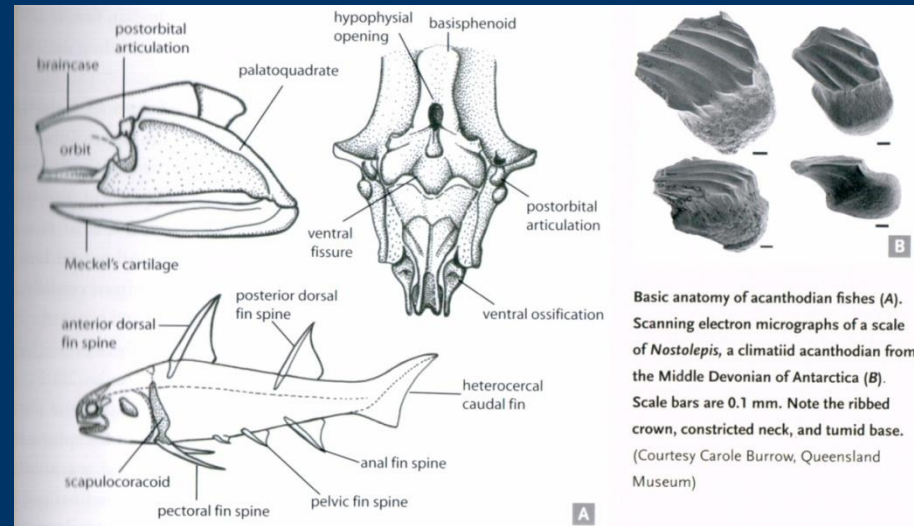 postorbital
articulation
braincase
palatoquadrate
orbit
Meckel's cartilage
hypophysial
opening
basisphenoid
ventral
fissure
postorbital
articulation
ventral ossification
anterior dorsal
fin spine
posterior dorsal
fin spine
heterocercal
caudal fin
scapulocoracoid
pectoral fin spine
pelvic fin spine
anal fin spine
A
B
Basic anatomy of acanthodian fishes (A).
Scanning electron micrographs of a scale
of Nostolepis, a climatiid acanthodian from
the Middle Devonian of Antarctica (B).
Scale bars are 0.1 mm. Note the ribbed
crown, constricted neck, and tumid base.
(Courtesy Carole Burrow, Queensland
Museum)